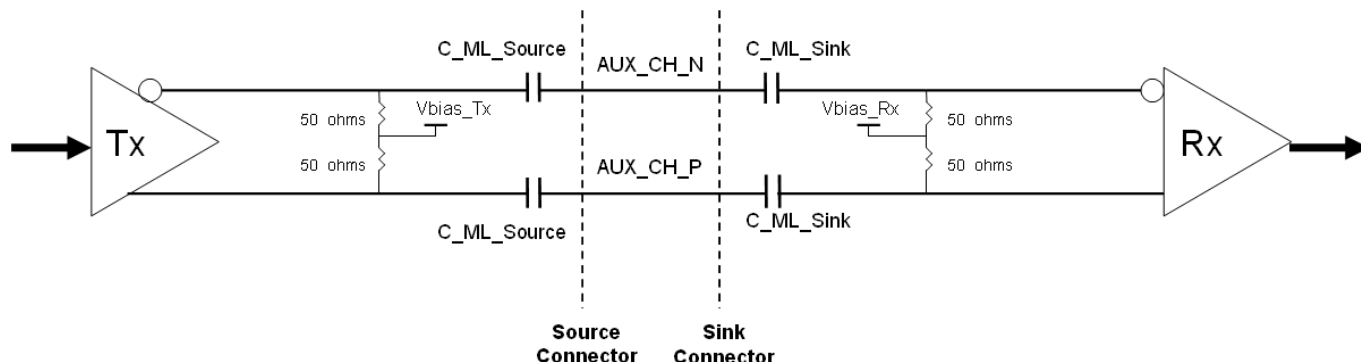 C_ML_Source
C_ML_Sink
AUX_CH_N
Vbias_Tx
Vbias_Rx
50 ohms
50 ohms
Tx
Rx
50 ohms
50 ohms
AUX_CH_P
C_ML_Source
C_ML_Sink
Source
Connector
Sink
Connector